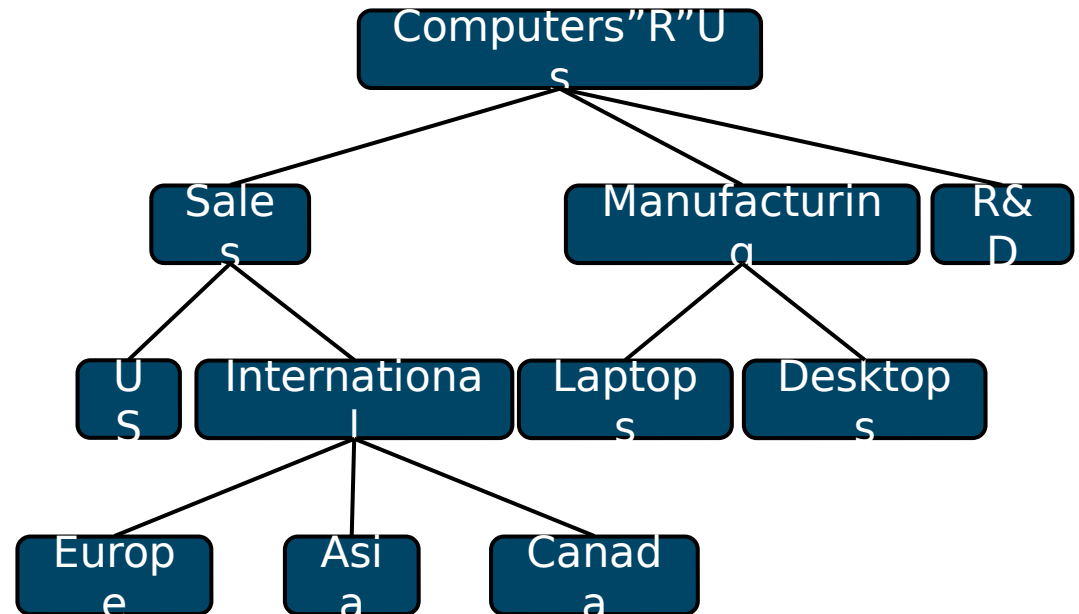 Computers”R”U
s
Sale
s
Manufacturin
g
R&
D
U
S
Internationa
l
Laptop
s
Desktop
s
Europ
e
Asi
a
Canad
a